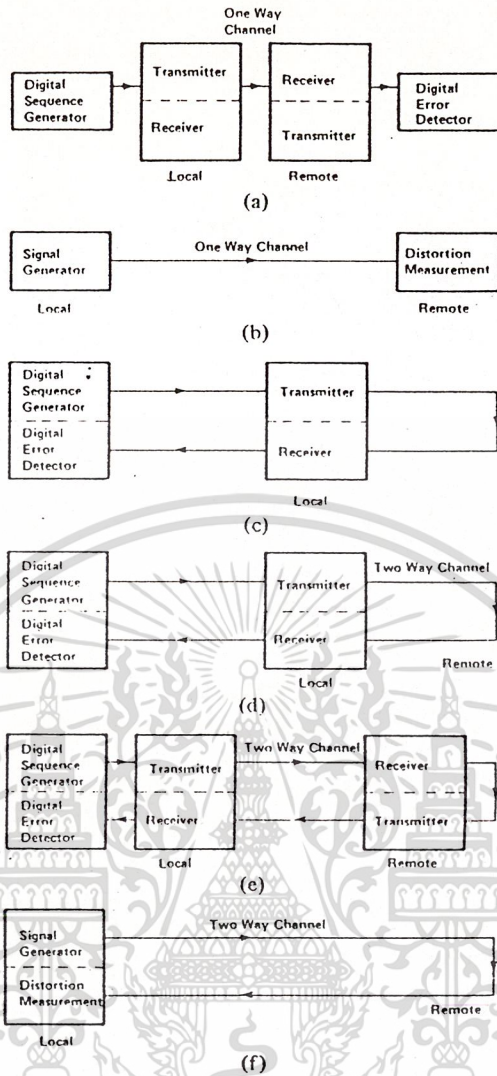 One Way
Channel
Digital
Sequence
Generator
Transmitter
Receiver
Receiver
Transmitter
Digital
Error
Detector
Local
Remote
(a)
Signal
Generator
One Way Channel
Distortion
Measurement
Local
Remote
(b)
Digital
Sequence
Generator
Digital
Error
Detector
Transmitter
Receiver
Local
(c)
Digital
Sequence
Generator
Digital
Error
Detector
Transmitter
Receiver
Two Way Channel
Remote
Local
(d)
Digital
Sequence
Generator
Digital
Error
Detector
Transmitter
Receiver
Two Way Channel
Receiver
Transmitter
Local
Remote
(e)
Signal
Generator
Distortion
Measurement
Two Way Channel
Remote
Local
(f)